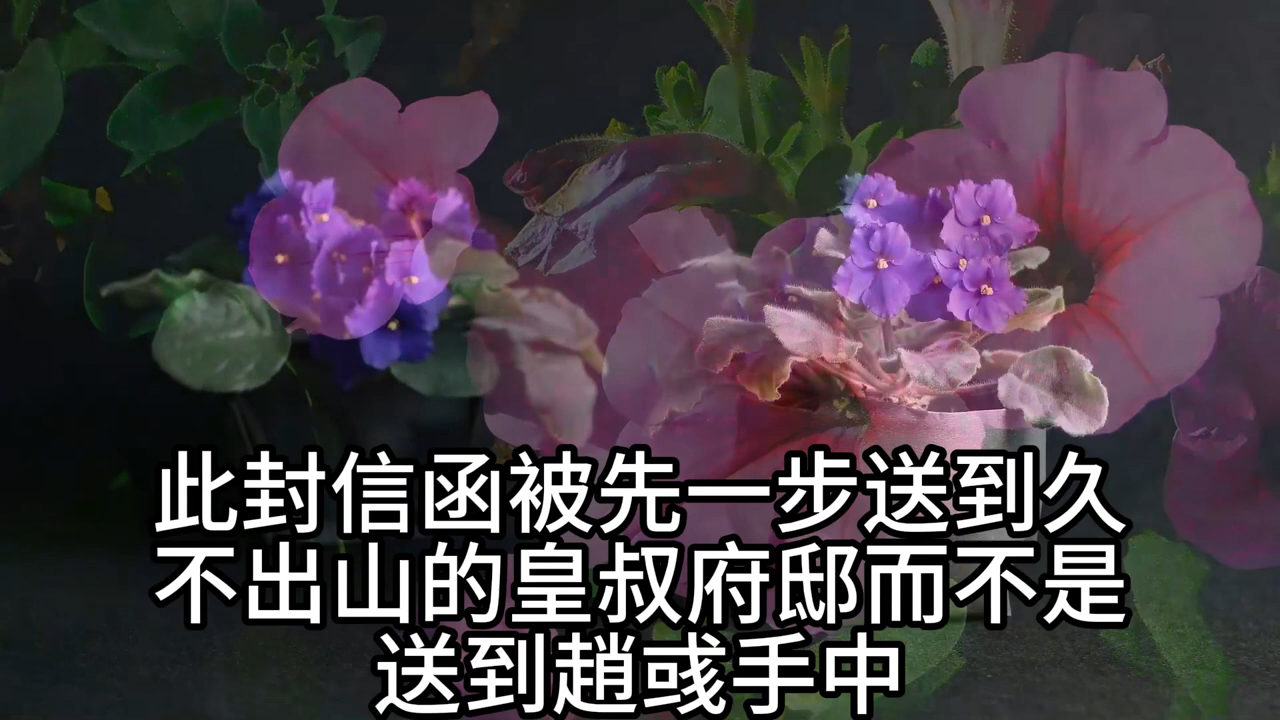 此封信函被先一步送到久
不出山的皇叔府邸而不是
送到趙彧手中